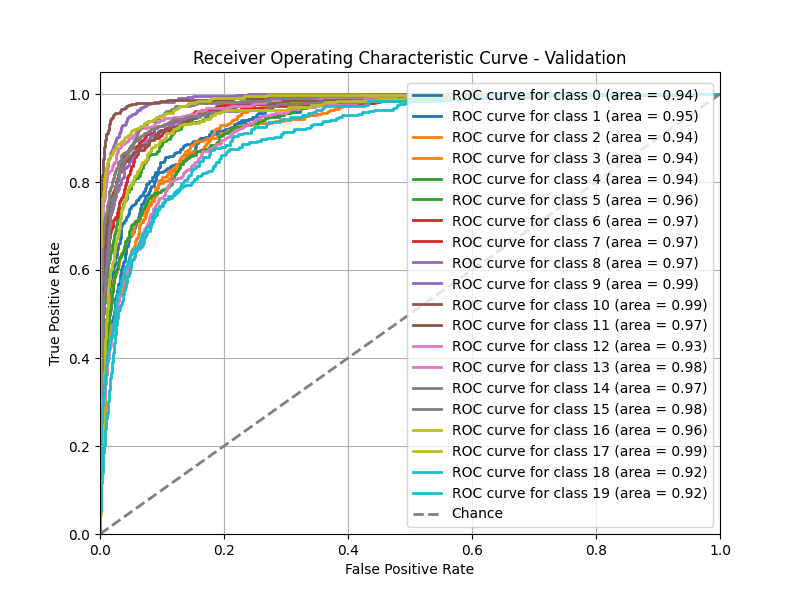 Receiver Operating Characteristic Curve - Validation
True Positive Rate
1.0
0.8
0.6
0.4
0.2
0.0
ROC curve for class 0 (area = 0.94)
ROC curve for class 1 (area = 0.95)
ROC curve for class 2 (area = 0.94)
ROC curve for class 3 (area = 0.94)
ROC curve for class 4 (area = 0.94)
ROC curve for class 5 (area = 0.96)
ROC curve for class 6 (area = 0.97)
ROC curve for class 7 (area = 0.97)
ROC curve for class 8 (area = 0.97)
ROC curve for class 9 (area = 0.99)
ROC curve for class 10 (area = 0.99)
ROC curve for class 11 (area = 0.97)
ROC curve for class 12 (area = 0.93)
ROC curve for class 13 (area = 0.98)
ROC curve for class 14 (area = 0.97)
ROC curve for class 15 (area = 0.98)
ROC curve for class 16 (area = 0.96)
ROC curve for class 17 (area = 0.99)
ROC curve for class 18 (area = 0.92)
ROC curve for class 19 (area = 0.92)
Chance
0.0 0.2 0.4 0.6 0.8 1.0
False Positive Rate